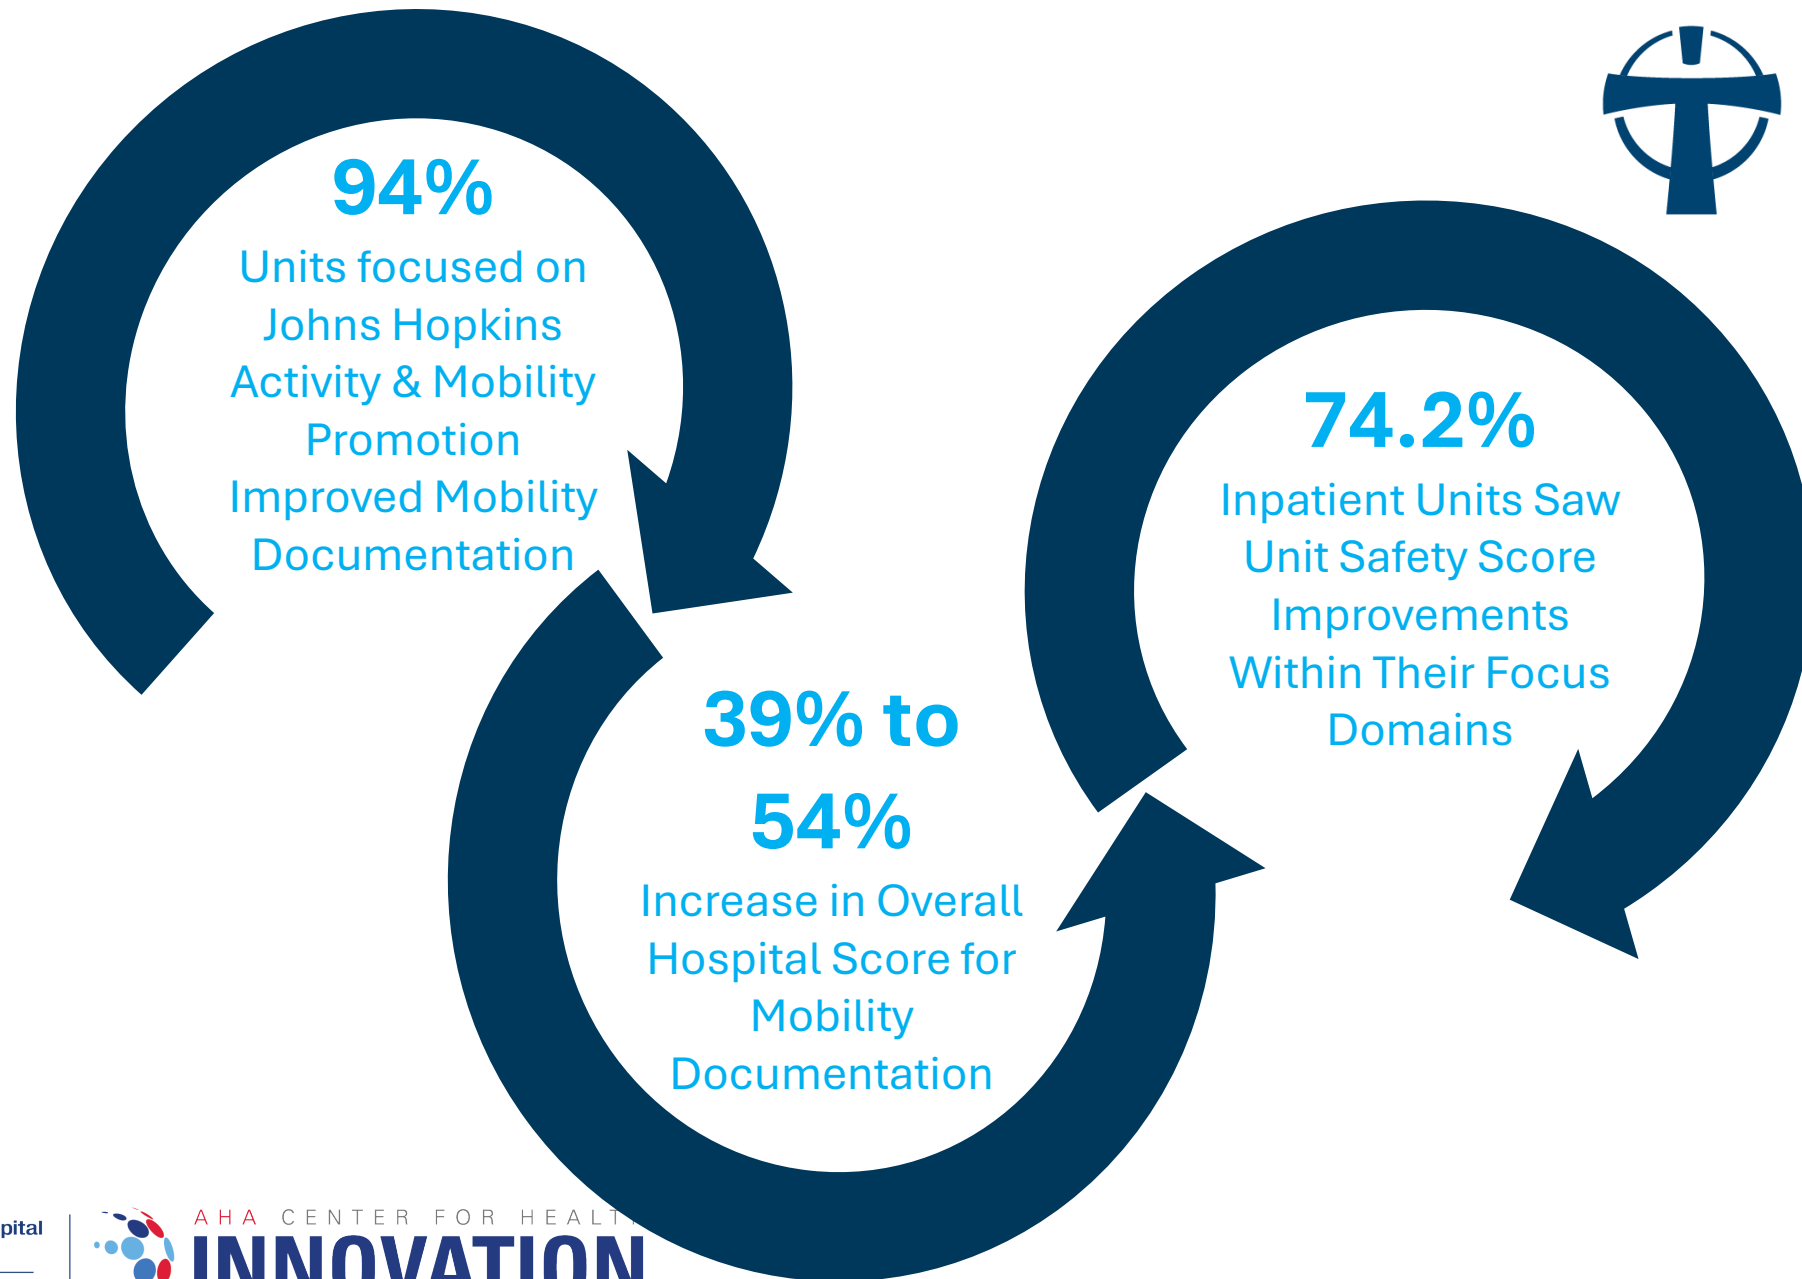 94%
Units focused on
Johns Hopkins
Activity & Mobility
Promotion
Improved Mobility
Documentation
39% to
54%
Increase in Overall
Hospital Score for
Mobility
Documentation
74.2%
Inpatient Units Saw
Unit Safety Score
Improvements
Within Their Focus
Domains
pital
AHA CENTER FOR HEALT
INNOVATION